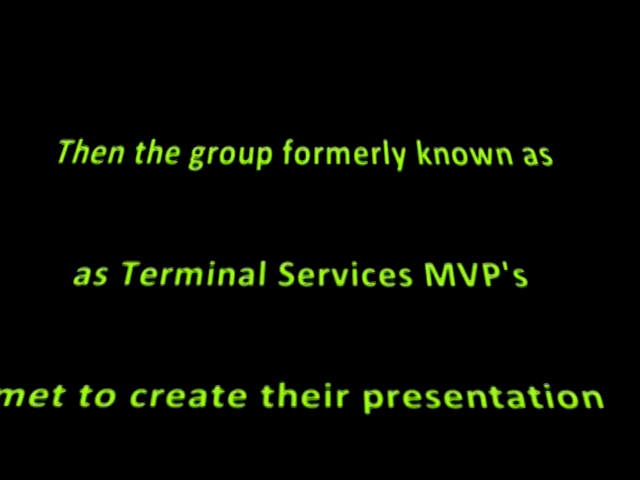 Then the group formerly known as
as Terminal Services MVP's
met to create their presentation